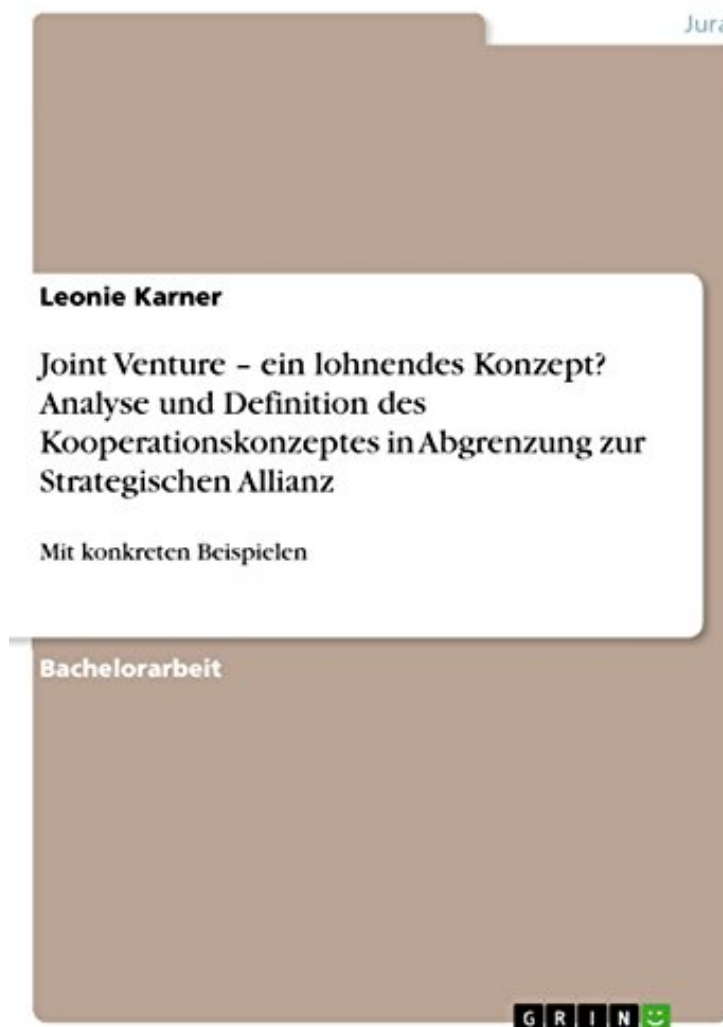 Jura
Leonie Karner
Joint Venture – ein lohnendes Konzept?
Analyse und Definition des
Kooperationskonzeptes in Abgrenzung zur
Strategischen Allianz
Mit konkreten Beispielen
Bachelorarbeit
GRIN